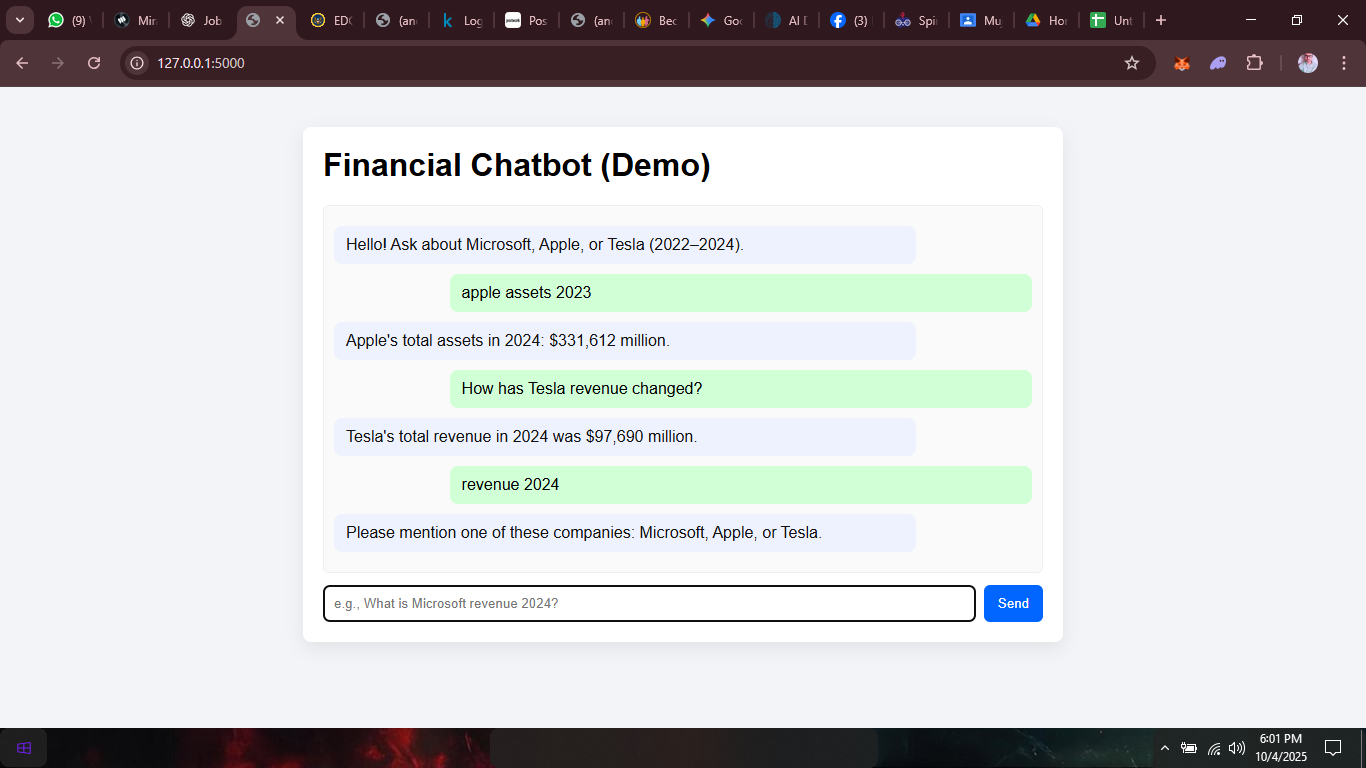 (9)
Min
Job
EDC
(and
Log
Pos
(and
Bec
Goo
AI D
(3)
Spi
Mu
Ho
Unt
127.0.0.1:5000
Financial Chatbot (Demo)
Hello! Ask about Microsoft, Apple, or Tesla (2022–2024).
apple assets 2023
Apple's total assets in 2024: $331,612 million.
How has Tesla revenue changed?
Tesla's total revenue in 2024 was $97,690 million.
revenue 2024
Please mention one of these companies: Microsoft, Apple, or Tesla.
e.g., What is Microsoft revenue 2024?
Send
6:01 PM
10/4/2025